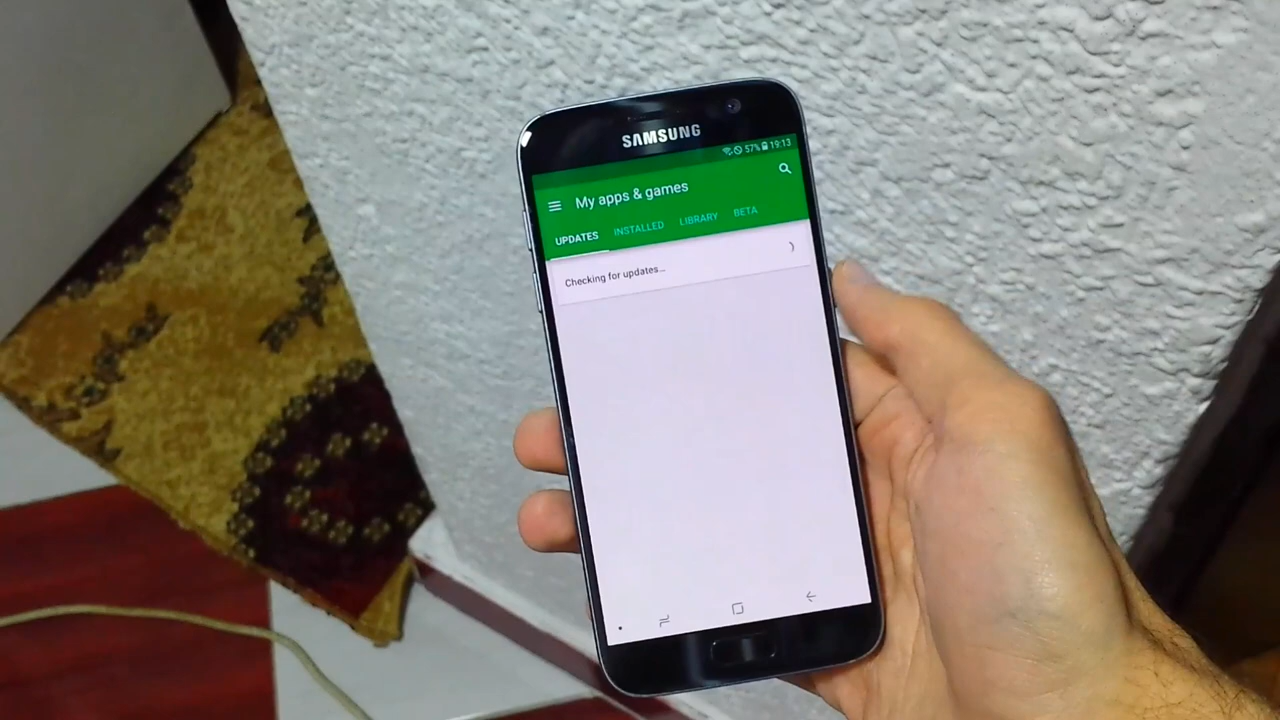 SAMSUNG
57% 19:13
My apps & games
UPDATES INSTALLED LIBRARY BETA
Checking for updates...